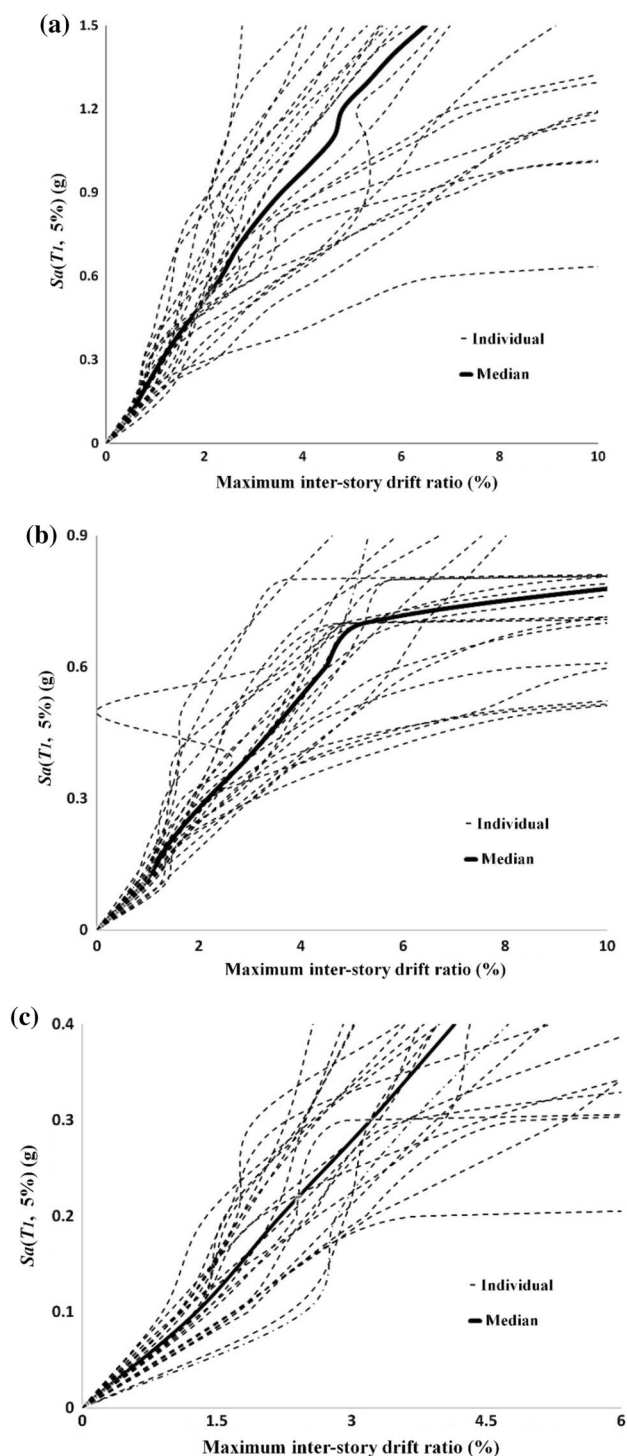 (a)
1.5
1.2
0.9
0.6
0.3
0
Sa(T1, 5%) (g)
Individual
Median
0 2 4 6 8 10
Maximum inter-story drift ratio (%)
(b)
0.9
0.6
0.3
0
Sa(T1, 5%) (g)
Individual
Median
0 2 4 6 8 10
Maximum inter-story drift ratio (%)
(c)
0.4
0.3
0.2
0.1
0
Sa(T1, 5%) (g)
Individual
Median
0 1.5 3 4.5 6
Maximum inter-story drift ratio (%)